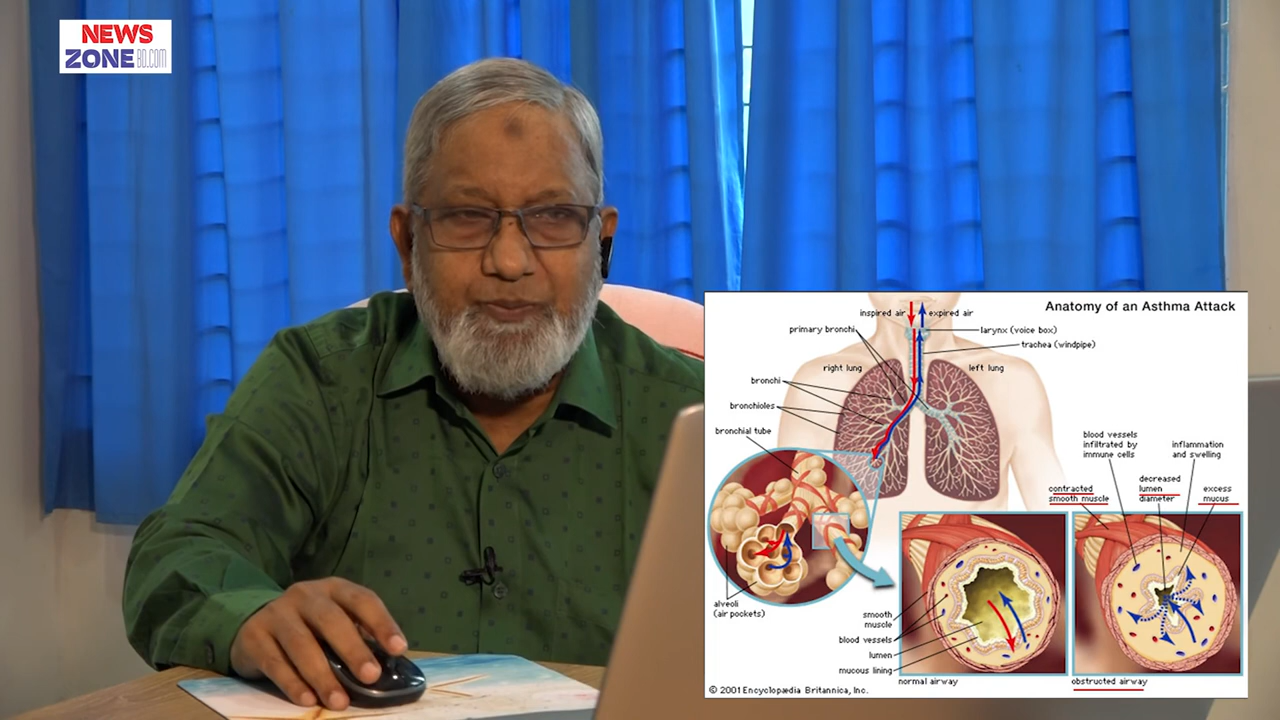 NEWS
ZONE BD.COM
Anatomy of an Asthma Attack
inspired air
expired air
primary bronchi
larynx (voice box)
trachea (windpipe)
right lung
left lung
bronchi
bronchioles
bronchial tube
blood vessels
infiltrated by
immune cells
inflammation
and swelling
contracted
smooth muscle
decreased
lumen
diameter
excess
mucus
alveoli
(air pockets)
smooth
muscle
blood vessels
lumen
mucous lining
normal airway
obstructed airway
© 2001 Encyclopædia Britannica, Inc.